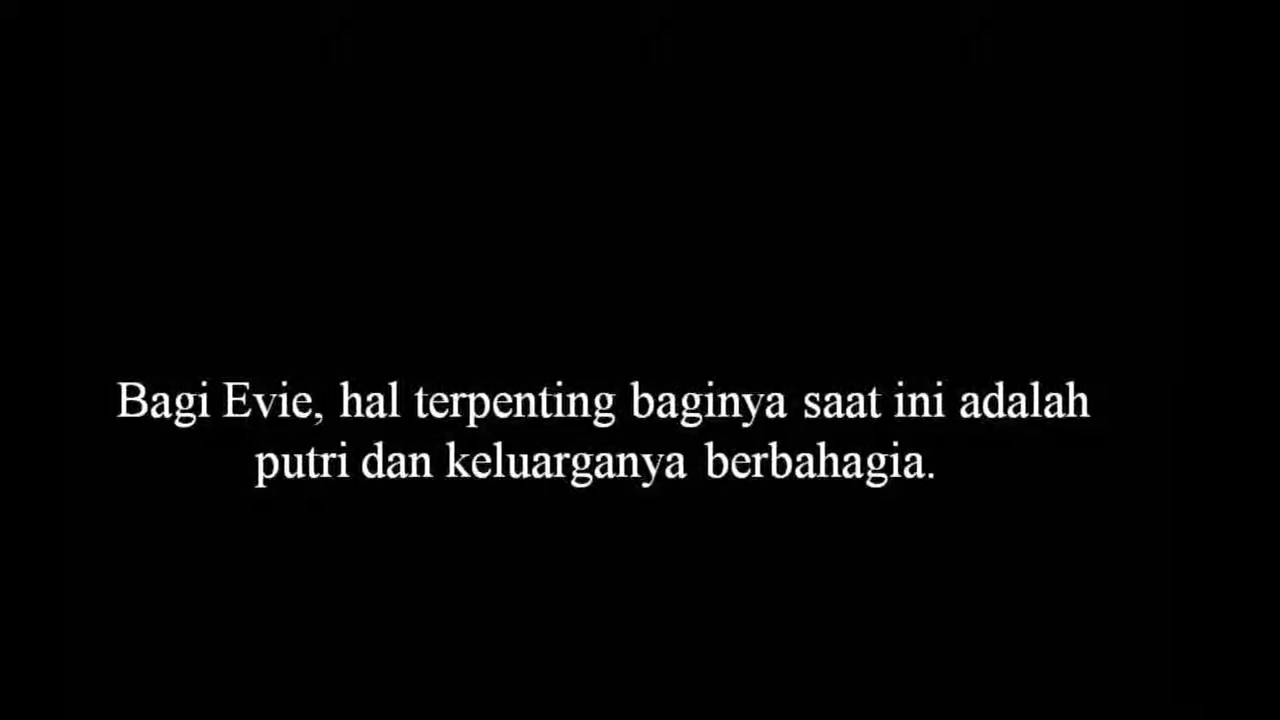 Bagi Evie, hal terpenting baginya saat ini adalah
putri dan keluarganya berbahagia.